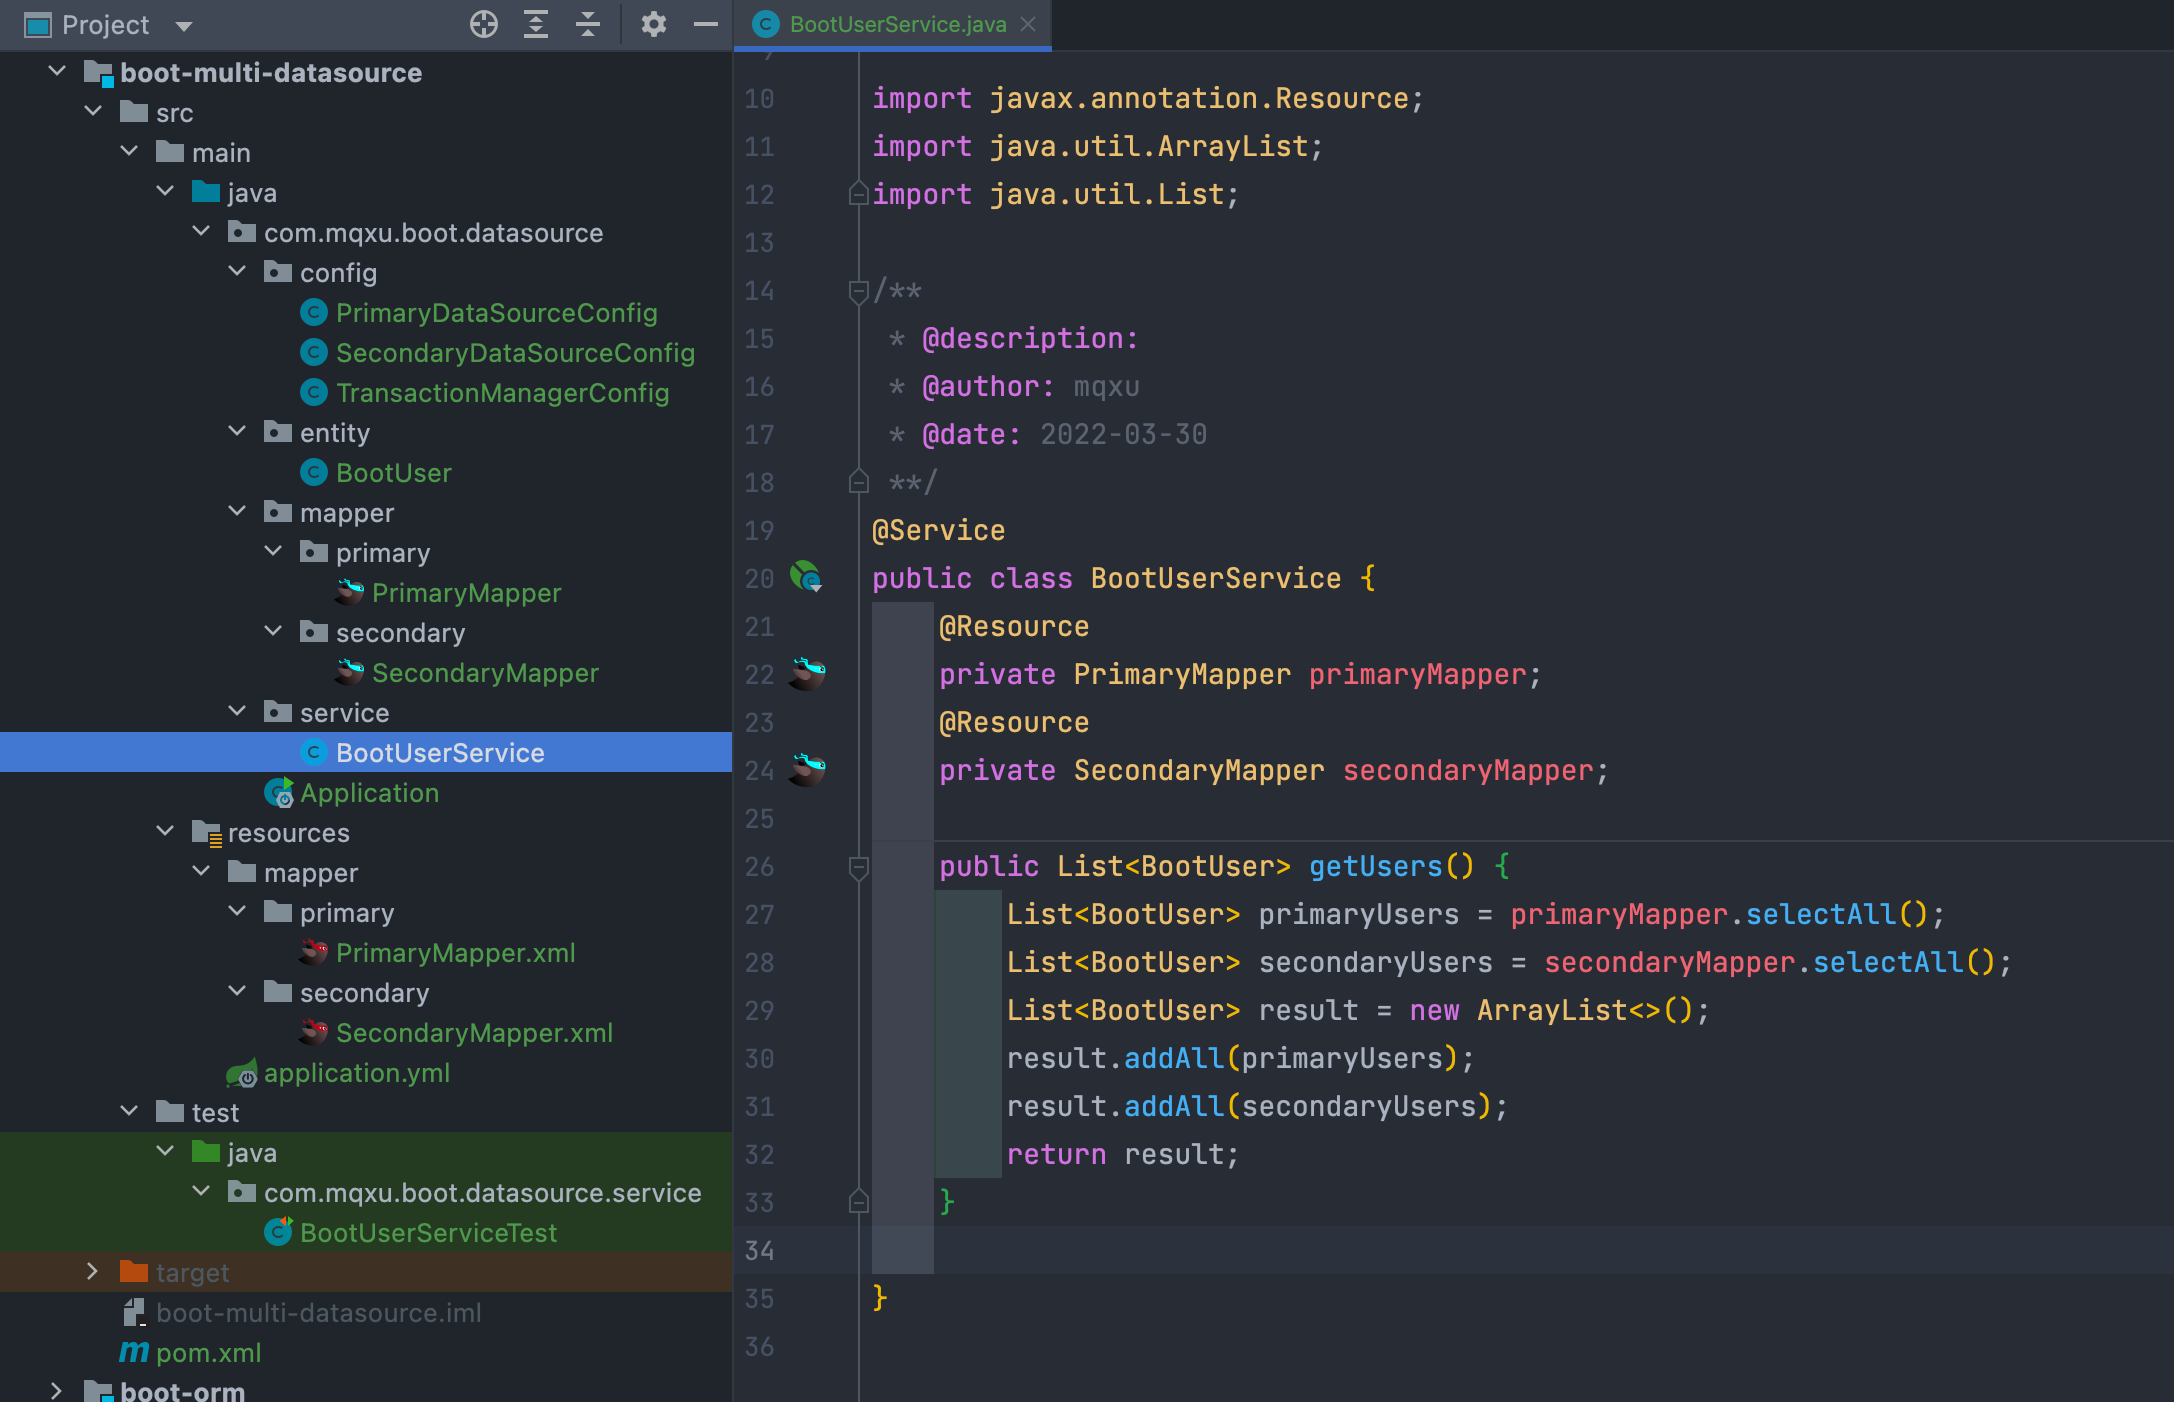 Project
boot-multi-datasource
src
main
java
com.mqxu.boot.datasource
config
PrimaryDataSourceConfig
SecondaryDataSourceConfig
TransactionManagerConfig
entity
BootUser
mapper
primary
PrimaryMapper
secondary
SecondaryMapper
service
BootUserService
Application
resources
mapper
primary
PrimaryMapper.xml
secondary
SecondaryMapper.xml
application.yml
test
java
com.mqxu.boot.datasource.service
BootUserServiceTest
target
boot-multi-datasource.iml
pom.xml
boot-orm
BootUserService.java
10 import javax.annotation.Resource;
11 import java.util.ArrayList;
12 import java.util.List;
13
14 /**
15 * @description:
16 * @author: mqxu
17 * @date: 2022-03-30
18 **/
19 @Service
20 public class BootUserService {
21 @Resource
22 private PrimaryMapper primaryMapper;
23 @Resource
24 private SecondaryMapper secondaryMapper;
25
26 public List<BootUser> getUsers() {
27 List<BootUser> primaryUsers = primaryMapper.selectAll();
28 List<BootUser> secondaryUsers = secondaryMapper.selectAll();
29 List<BootUser> result = new ArrayList<>();
30 result.addAll(primaryUsers);
31 result.addAll(secondaryUsers);
32 return result;
33 }
34
35 }
36